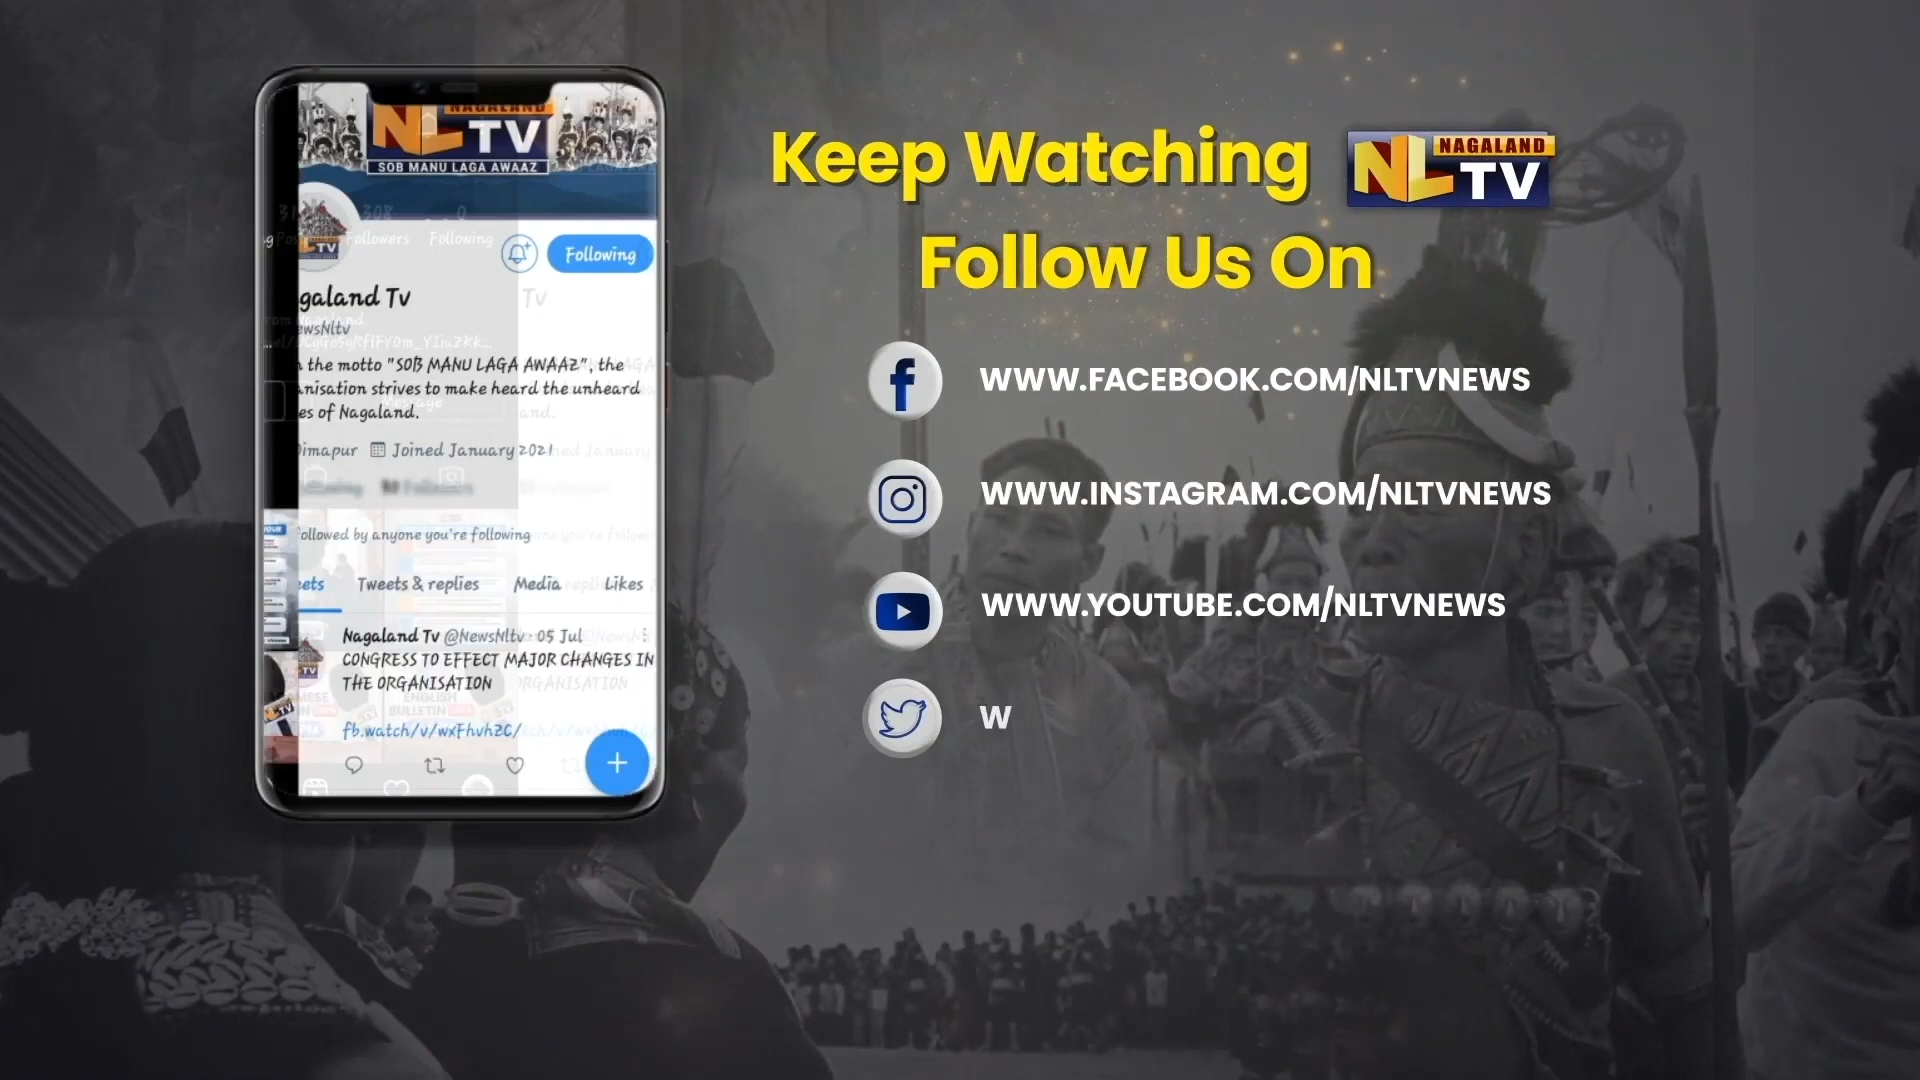 NAGALAND
NL TV
SOB MANU LAGA AWAAZ
Followers
Following
Following
galand Tv
ewsNltv
the motto "SOB MANU LAGA AWAAZ", the
anisation strives to make heard the unheard
es of Nagaland.
Dimapur Joined January 2021
ollowed by anyone you're following
ets Tweets & replies Media Likes
Nagaland Tv @NewsNltv · 05 Jul
CONGRESS TO EFFECT MAJOR CHANGES IN
THE ORGANISATION
fb.watch/v/wxFhvhZC/
Keep Watching
NAGALAND
NL TV
Follow Us On
WWW.FACEBOOK.COM/NLTVNEWS
WWW.INSTAGRAM.COM/NLTVNEWS
WWW.YOUTUBE.COM/NLTVNEWS
W